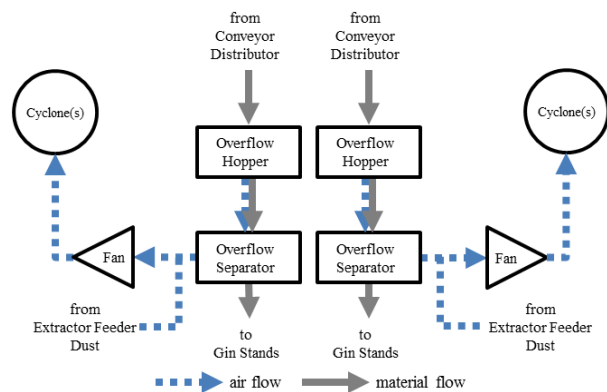 from
Conveyor
Distributor
from
Conveyor
Distributor
Cyclone(s)
Cyclone(s)
Overflow
Hopper
Overflow
Hopper
Fan
Overflow
Separator
Overflow
Separator
Fan
from
Extractor Feeder
Dust
to
Gin Stands
to
Gin Stands
from
Extractor Feeder
Dust
air flow
material flow